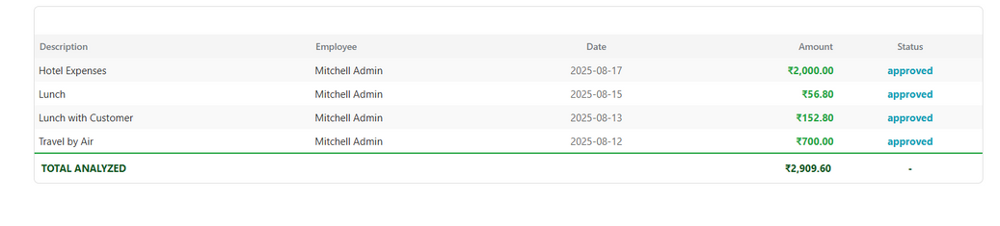 Description Employee Date Amount Status
Hotel Expenses Mitchell Admin 2025-08-17 ₹2,000.00 approved
Lunch Mitchell Admin 2025-08-15 ₹56.80 approved
Lunch with Customer Mitchell Admin 2025-08-13 ₹152.80 approved
Travel by Air Mitchell Admin 2025-08-12 ₹700.00 approved
TOTAL ANALYZED ₹2,909.60 -